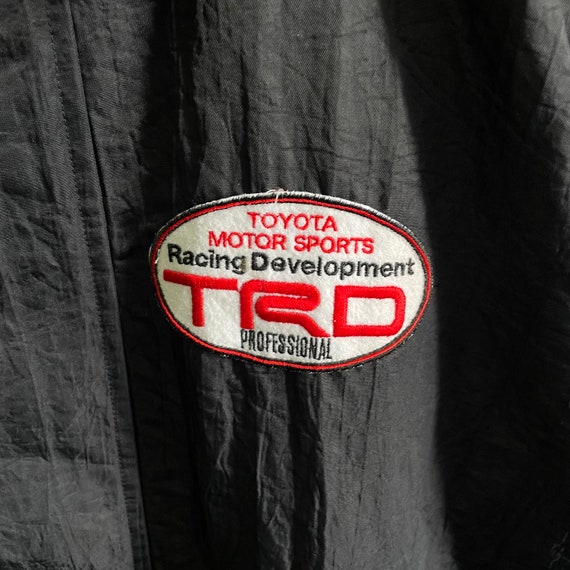 TOYOTA
MOTOR SPORTS
Racing Development
TRD
PROFESSIONAL